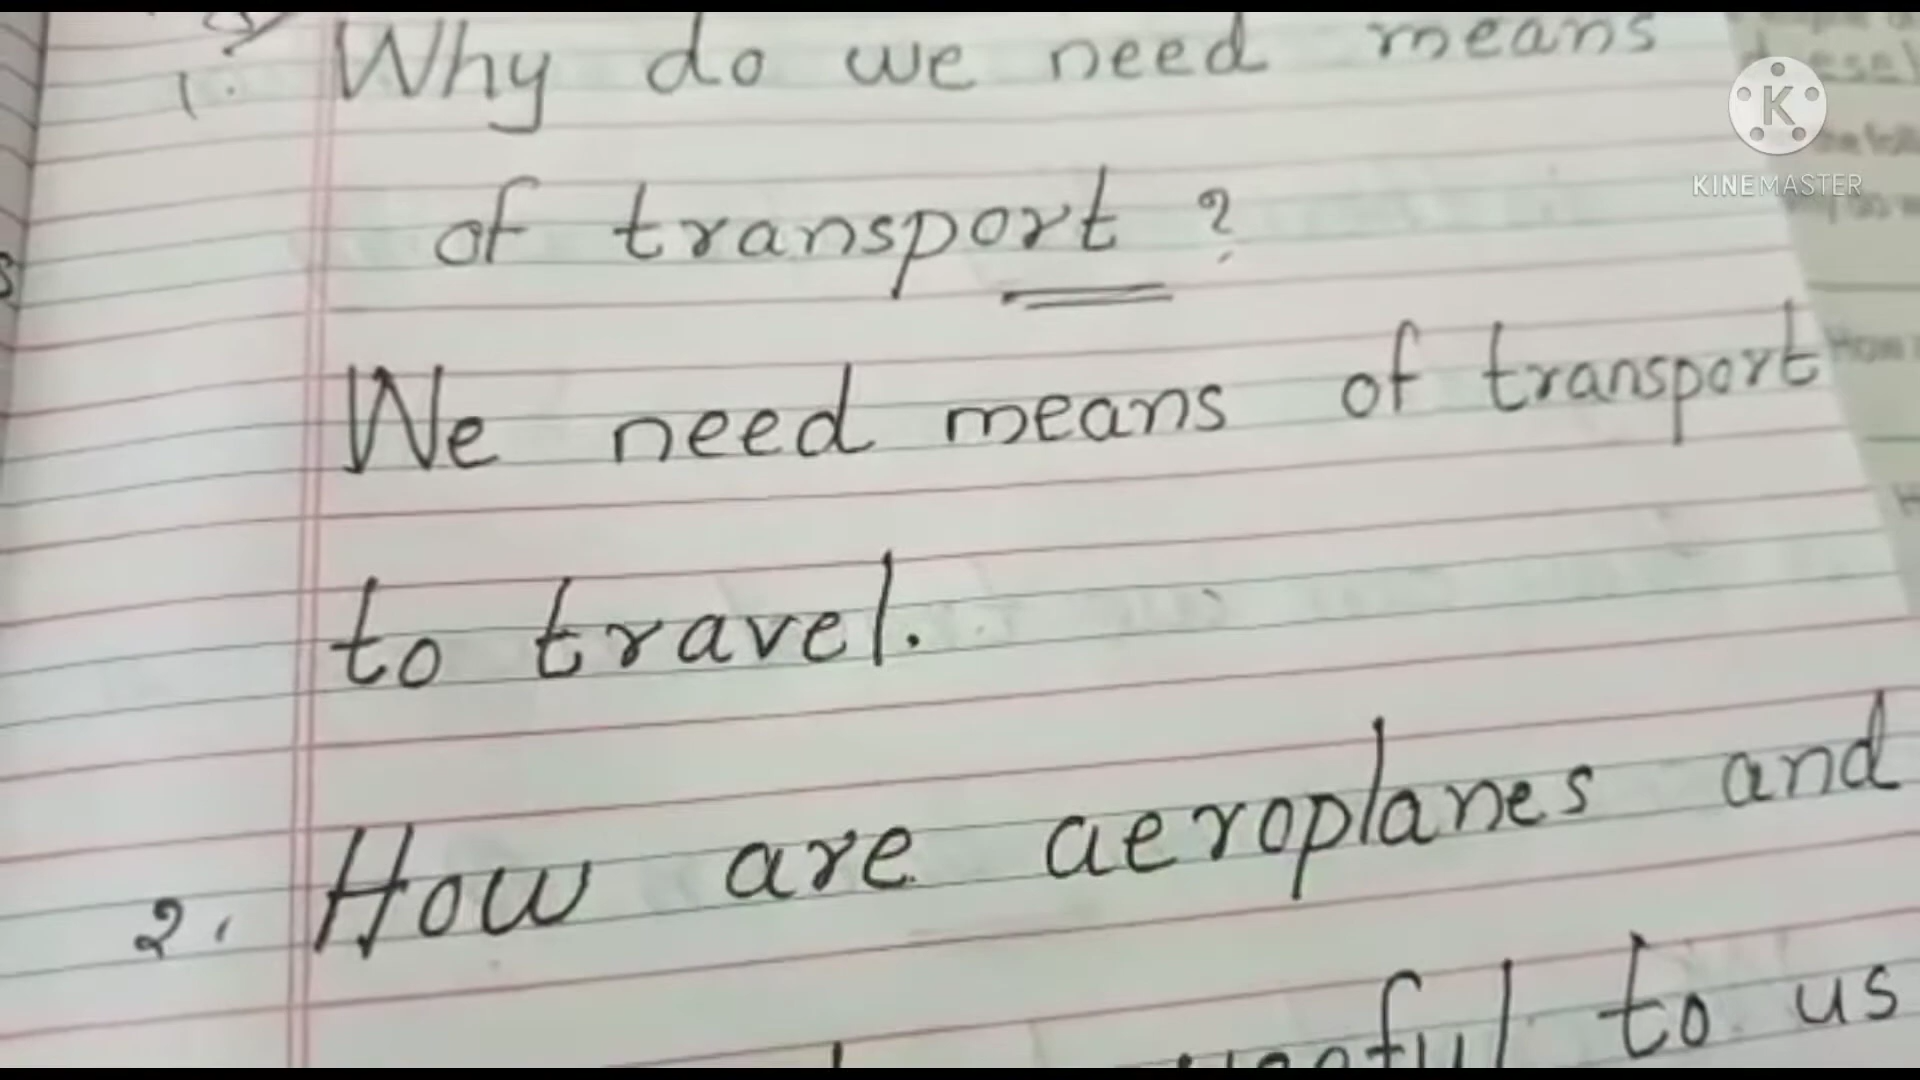 1. Why do we need means
of transport ?
We need means of transport
to travel.
2. How are aeroplanes and
to us
KINEMASTER